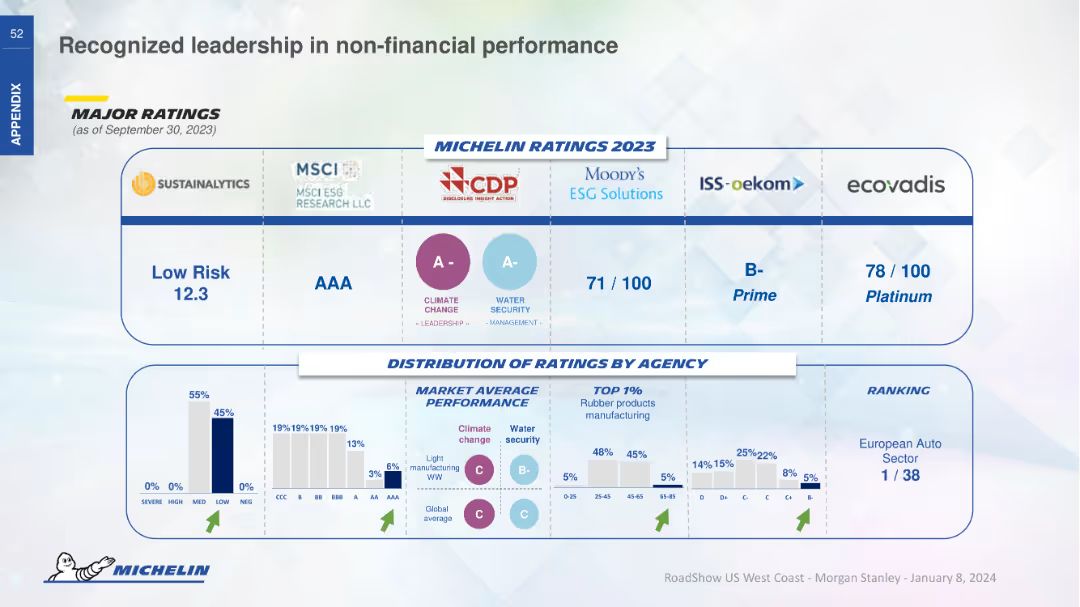 52
APPENDIX
Recognized leadership in non-financial performance
MAJOR RATINGS
(as of September 30, 2023)
MICHELIN RATINGS 2023
SUSTAINALYTICS
MSCI
MSCI ESG
RESEARCH LLC
CDP
DISCLOSURE INSIGHT ACTION
MOODY'S
ESG Solutions
ISS-oekom
ecovadis
Low Risk
12.3
AAA
A -
A-
CLIMATE
CHANGE
- LEADERSHIP -
WATER
SECURITY
- MANAGEMENT -
71 / 100
B-
Prime
78 / 100
Platinum
DISTRIBUTION OF RATINGS BY AGENCY
55%
45%
0% 0% 0%
SEVERE HIGH MED LOW NEG
19% 19% 19% 19%
13%
3% 6%
CCC B BB BBB A AA AAA
MARKET AVERAGE
PERFORMANCE
Climate
change
Water
security
Light
manufacturing
WW
C
B-
Global
average
C
C
TOP 1%
Rubber products
manufacturing
5% 48% 45% 5%
0-25 25-45 45-65 65-85
14% 15% 25% 22% 8% 5%
D D+ C- C C+ B-
RANKING
European Auto
Sector
1 / 38
MICHELIN
RoadShow US West Coast - Morgan Stanley - January 8, 2024